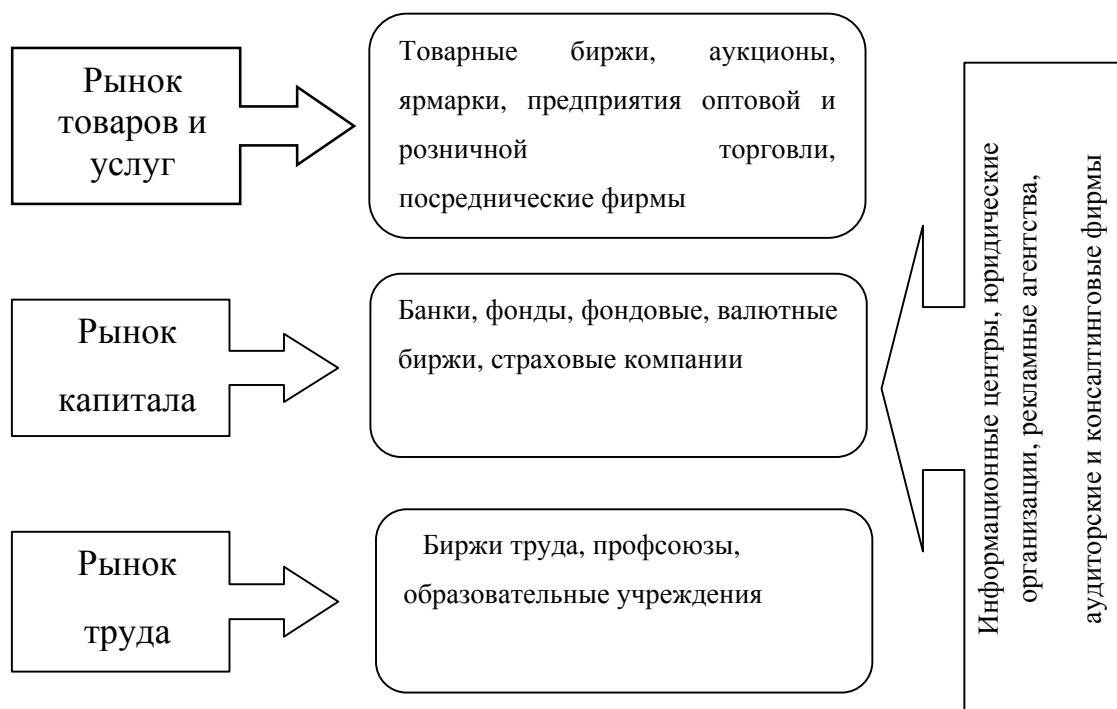 Рынок
товаров и
услуг
Товарные биржи, аукционы,
ярмарки, предприятия оптовой и
розничной торговли,
посреднические фирмы
Рынок
капитала
Банки, фонды, фондовые, валютные
биржи, страховые компании
Рынок
труда
Биржи труда, профсоюзы,
образовательные учреждения
Информационные центры, юридические
организации, рекламные агентства,
аудиторские и консалтинговые фирмы